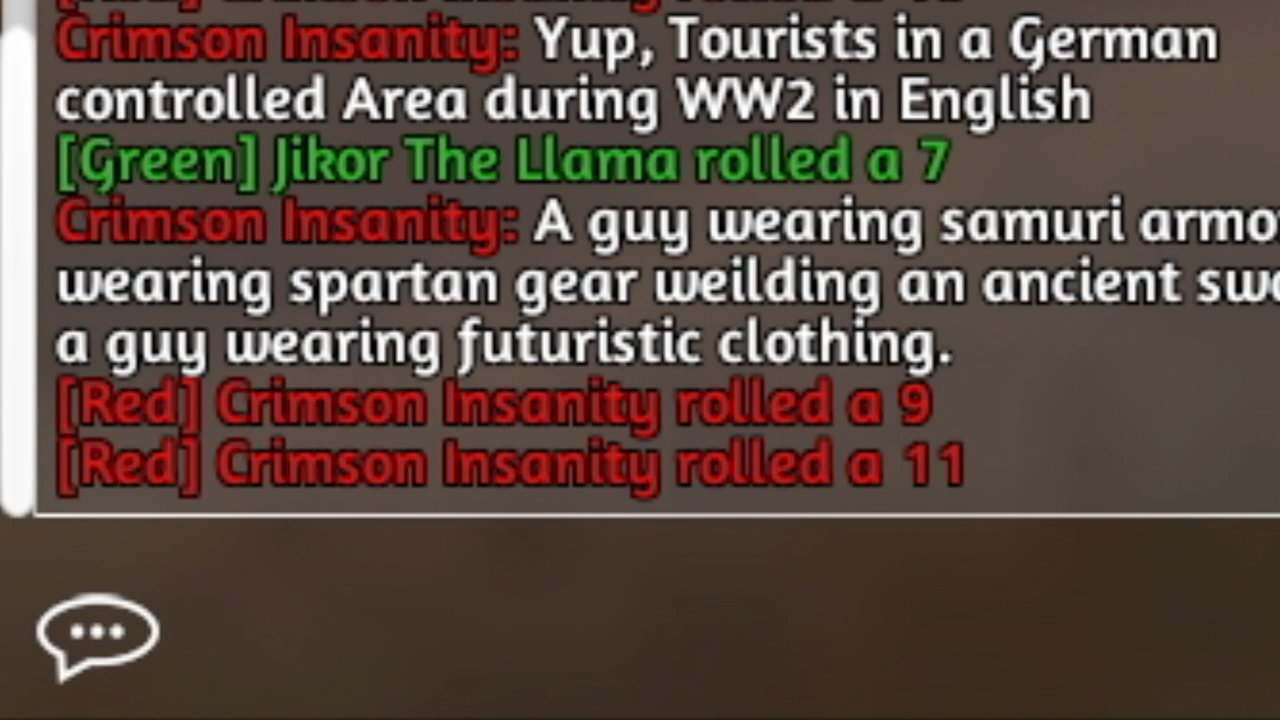 Crimson Insanity: Yup, Tourists in a German
controlled Area during WW2 in English
[Green] Jikor The Llama rolled a 7
Crimson Insanity: A guy wearing samuri
wearing spartan gear weilding an ancient
a guy wearing futuristic clothing.
[Red] Crimson Insanity rolled a 9
[Red] Crimson Insanity rolled a 11